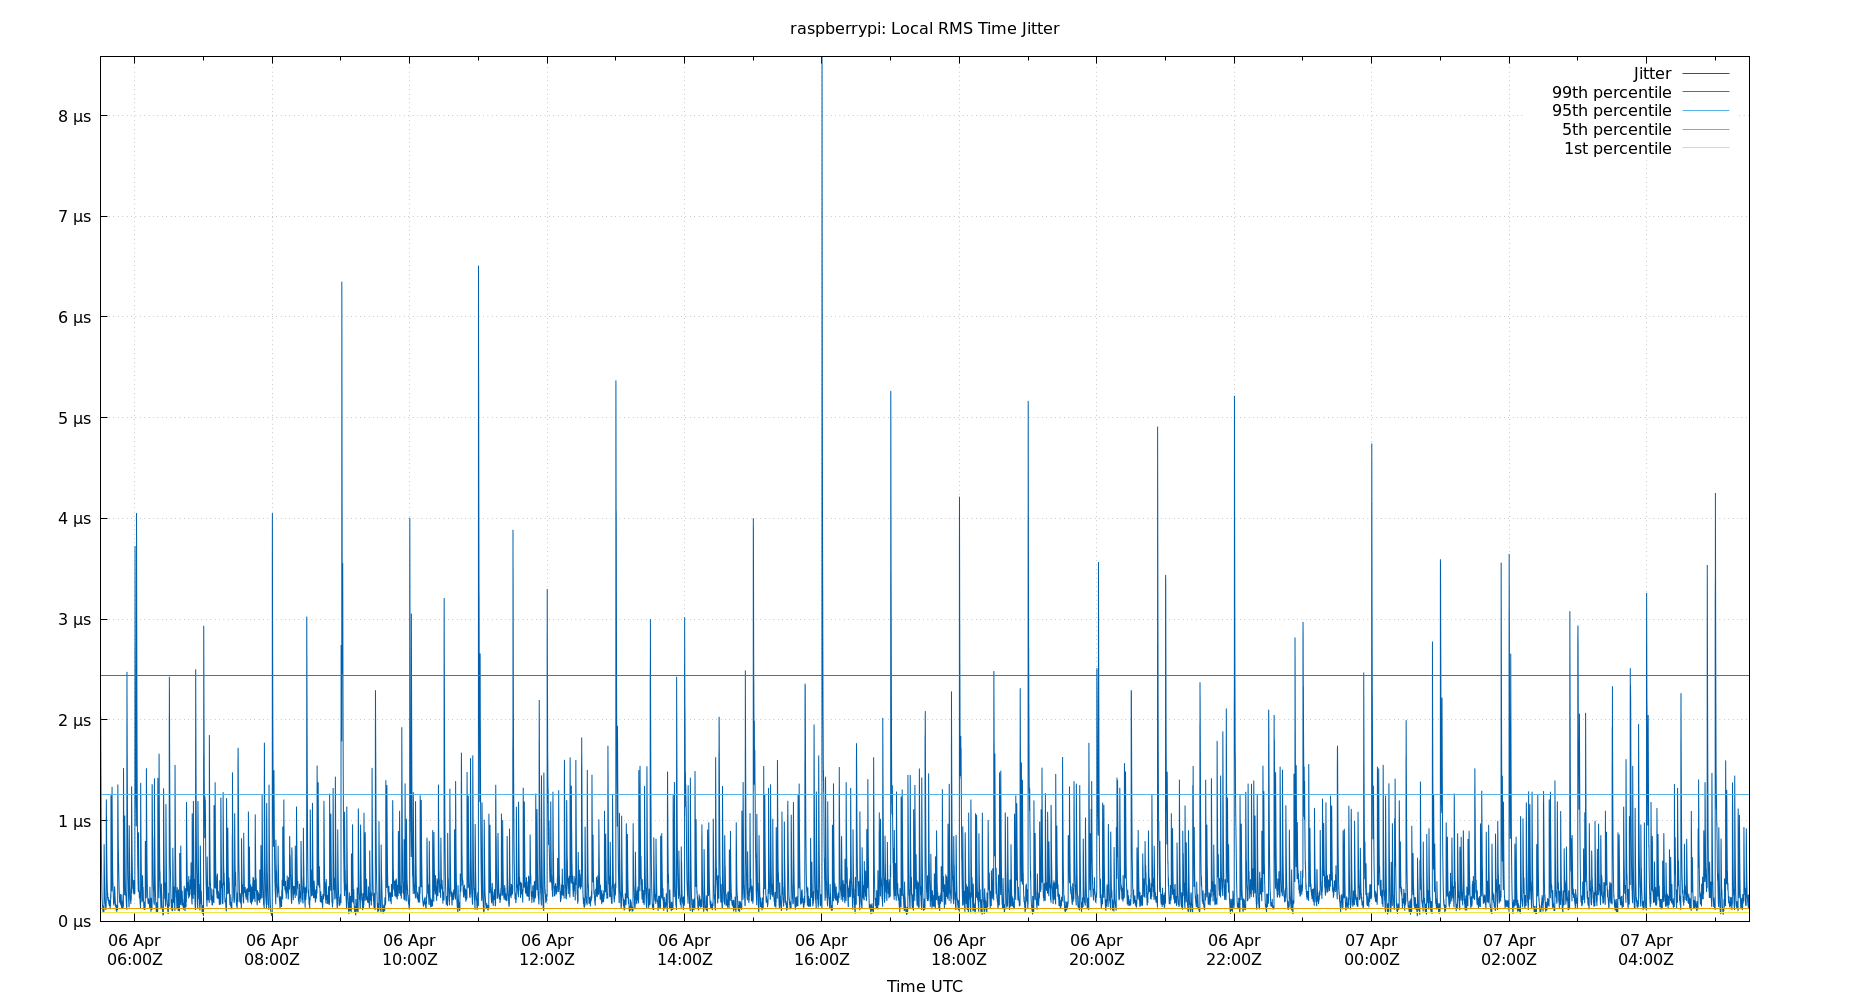 raspberrypi: Local RMS Time Jitter
Jitter
99th percentile
95th percentile
5th percentile
1st percentile
8 µs
7 µs
6 µs
5 µs
4 µs
3 µs
2 µs
1 µs
0 µs
06 Apr 06 Apr 06 Apr 06 Apr 06 Apr 06 Apr 06 Apr 06 Apr 06 Apr 07 Apr 07 Apr 07 Apr
06:00Z 08:00Z 10:00Z 12:00Z 14:00Z 16:00Z 18:00Z 20:00Z 22:00Z 00:00Z 02:00Z 04:00Z
Time UTC